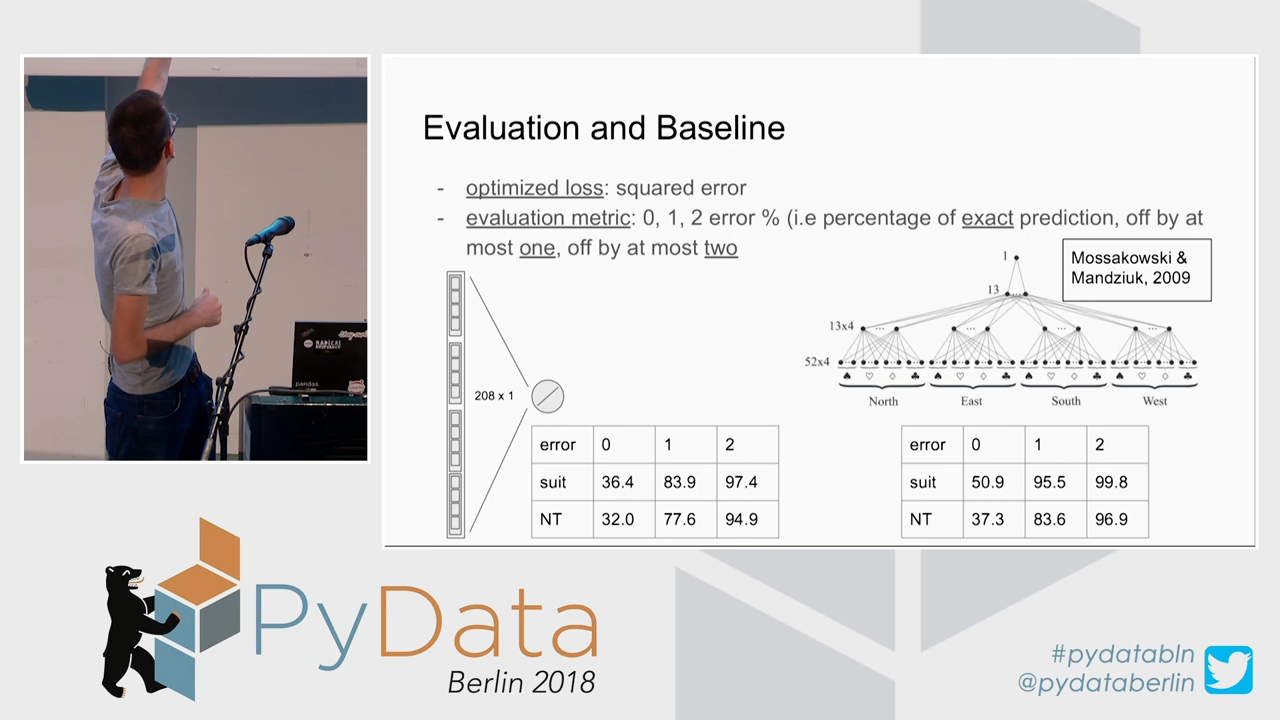 Evaluation and Baseline
- optimized loss: squared error
- evaluation metric: 0, 1, 2 error % (i.e percentage of exact prediction, off by at
most one, off by at most two
Mossakowski &
Mandziuk, 2009
1
13
13x4
52x4
♠ ♡ ♢ ♣ ♠ ♡ ♢ ♣ ♠ ♡ ♢ ♣ ♠ ♡ ♢ ♣
North East South West
208 x 1
error 0 1 2
suit 36.4 83.9 97.4
NT 32.0 77.6 94.9
error 0 1 2
suit 50.9 95.5 99.8
NT 37.3 83.6 96.9
pandas
PyData
Berlin 2018
#pydatabln
@pydataberlin